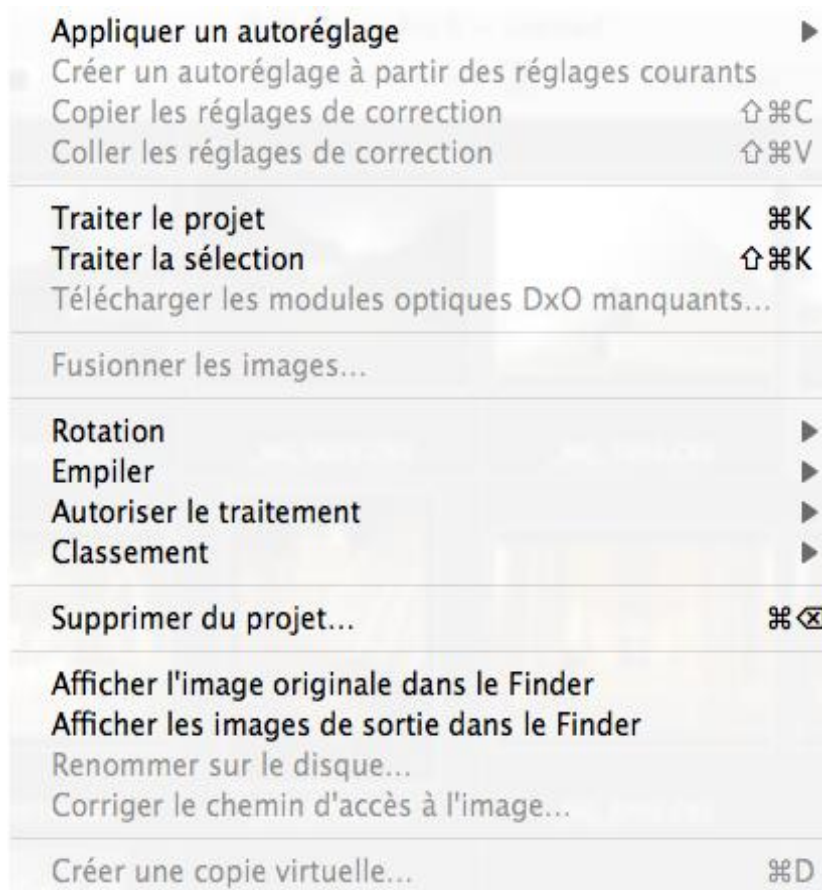 Appliquer un autoréglage ▶
Créer un autoréglage à partir des réglages courants
Copier les réglages de correction ⇧⌘C
Coller les réglages de correction ⇧⌘V
Traiter le projet ⌘K
Traiter la sélection ⇧⌘K
Télécharger les modules optiques DxO manquants...
Fusionner les images...
Rotation ▶
Empiler ▶
Autoriser le traitement ▶
Classement ▶
Supprimer du projet... ⌘⌫
Afficher l'image originale dans le Finder
Afficher les images de sortie dans le Finder
Renommer sur le disque...
Corriger le chemin d'accès à l'image...
Créer une copie virtuelle... ⌘D